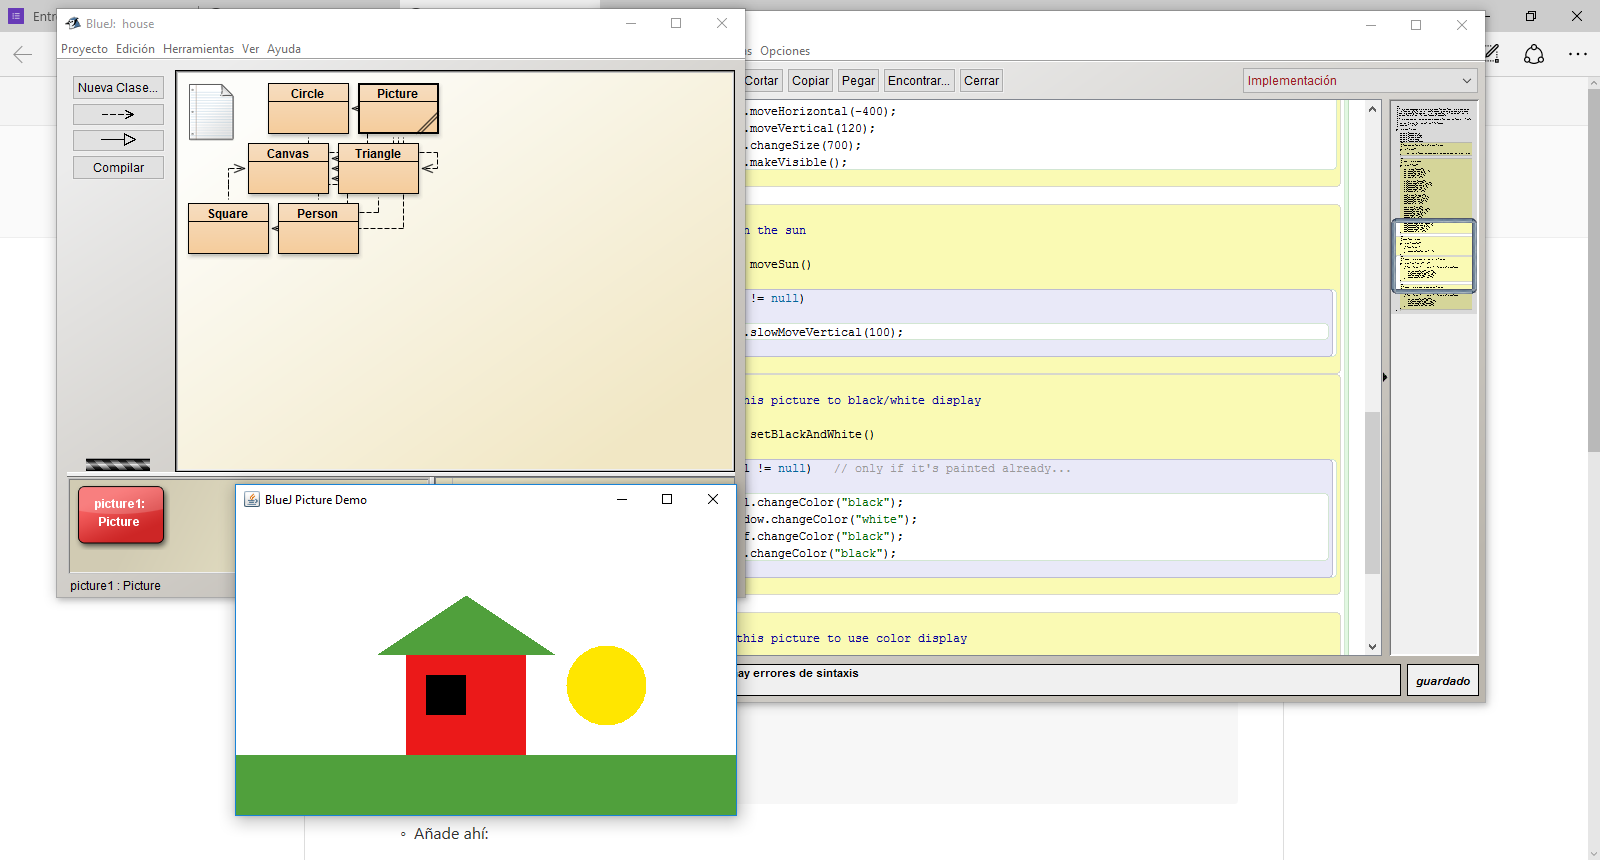 Entr
BlueJ: house
Proyecto Edición Herramientas Ver Ayuda
Nueva Clase...
Compilar
Circle
Picture
Canvas
Triangle
Square
Person
picture1:
Picture
picture1 : Picture
BlueJ Picture Demo
Opciones
Cortar Copiar Pegar Encontrar... Cerrar
Implementación
.moveHorizontal(-400);
.moveVertical(120);
.changeSize(700);
.makeVisible();
n the sun
moveSun()
!= null)
.slowMoveVertical(100);
his picture to black/white display
setBlackAndWhite()
l != null) // only if it's painted already...
l.changeColor("black");
dow.changeColor("white");
f.changeColor("black");
.changeColor("black");
this picture to use color display
ay errores de sintaxis
guardado
◦ Añade ahí: